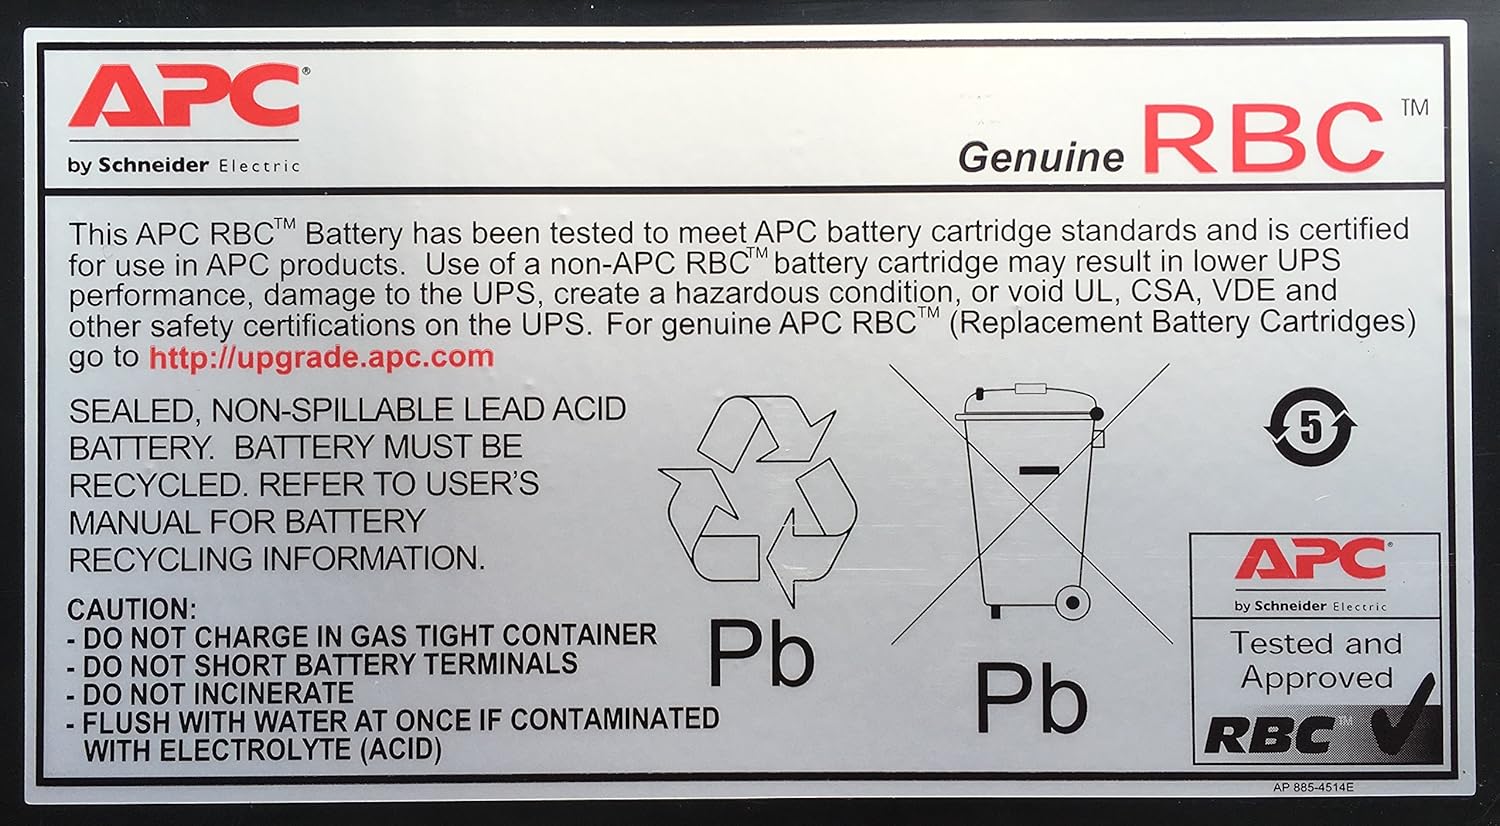 APC®
by Schneider Electric
Genuine RBC™
This APC RBC™ Battery has been tested to meet APC battery cartridge standards and is certified
for use in APC products. Use of a non-APC RBC™ battery cartridge may result in lower UPS
performance, damage to the UPS, create a hazardous condition, or void UL, CSA, VDE and
other safety certifications on the UPS. For genuine APC RBC™ (Replacement Battery Cartridges)
go to http://upgrade.apc.com
SEALED, NON-SPILLABLE LEAD ACID
BATTERY. BATTERY MUST BE
RECYCLED. REFER TO USER'S
MANUAL FOR BATTERY
RECYCLING INFORMATION.
CAUTION:
- DO NOT CHARGE IN GAS TIGHT CONTAINER
- DO NOT SHORT BATTERY TERMINALS
- DO NOT INCINERATE
- FLUSH WITH WATER AT ONCE IF CONTAMINATED
WITH ELECTROLYTE (ACID)
Pb
Pb
5
APC®
by Schneider Electric
Tested and
Approved
RBC™
AP 885-4514E